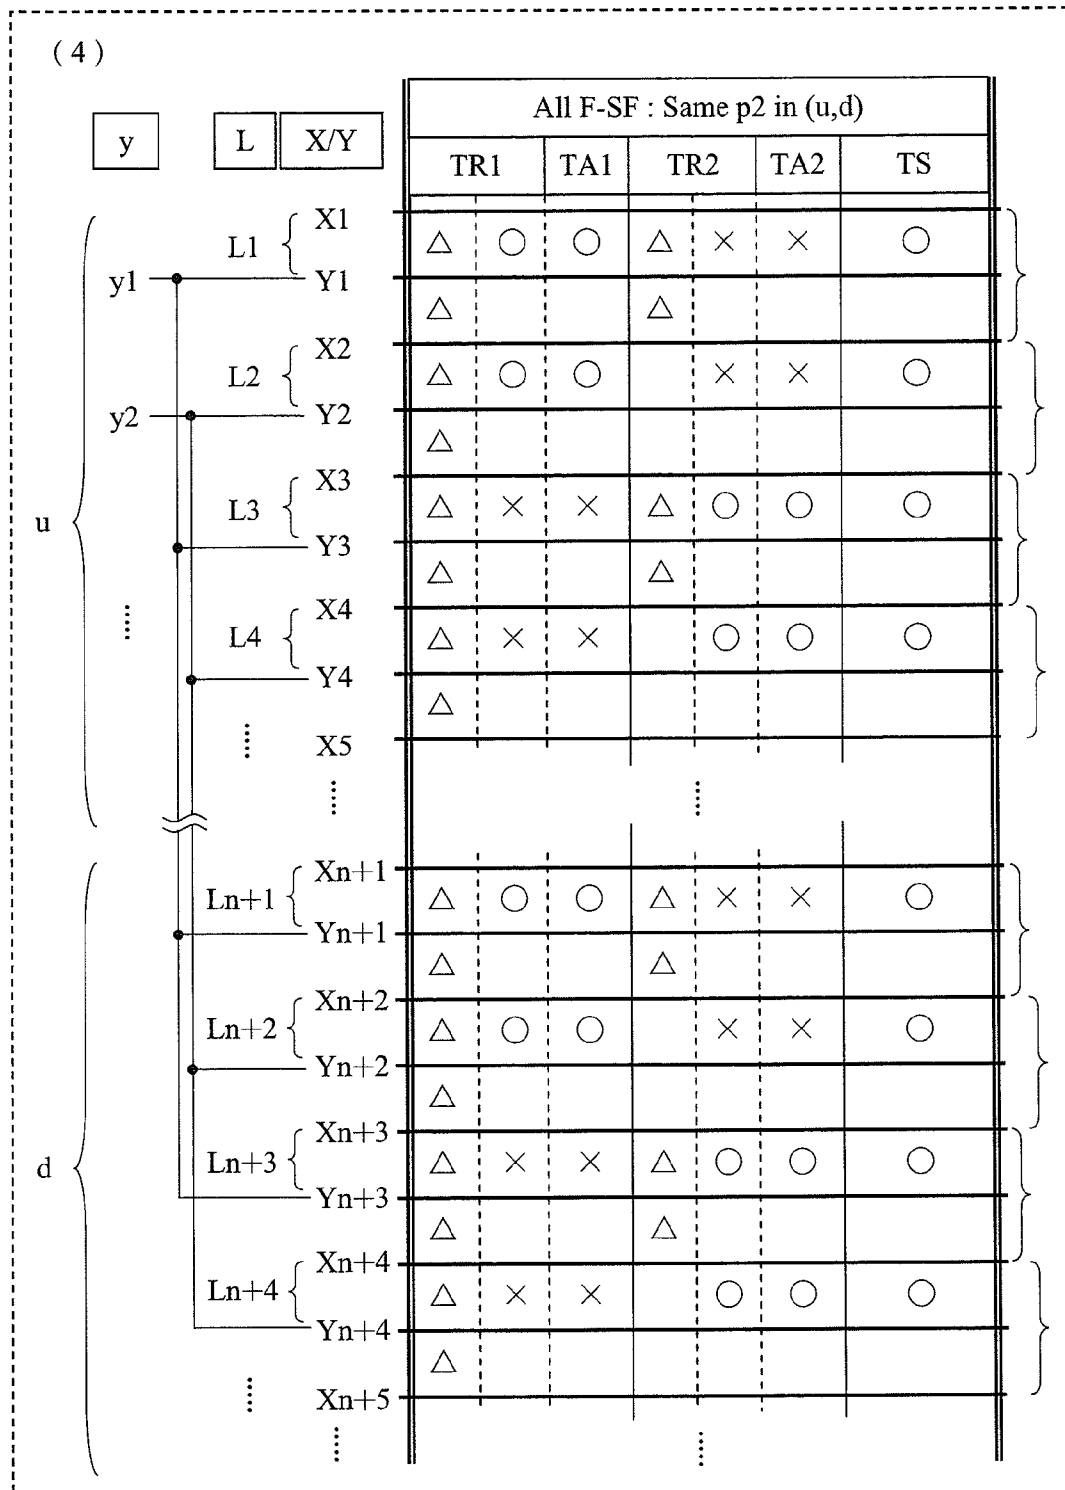 ( 4 )
All F-SF : Same p2 in (u,d)
y L X/Y TR1 TA1 TR2 TA2 TS
X1
L1 △ ○ ○ △ × × ○
y1 Y1
△ △
X2
L2 △ ○ ○ × × ○
y2 Y2
△
X3
u L3 △ × × △ ○ ○ ○
Y3
△ △
X4
L4 △ × × ○ ○ ○
Y4
△
X5
Xn+1
Ln+1 △ ○ ○ △ × × ○
Yn+1
△ △
Xn+2
Ln+2 △ ○ ○ × × ○
Yn+2
△
Xn+3
d Ln+3 △ × × △ ○ ○ ○
Yn+3
△ △
Xn+4
Ln+4 △ × × ○ ○ ○
Yn+4
△
Xn+5